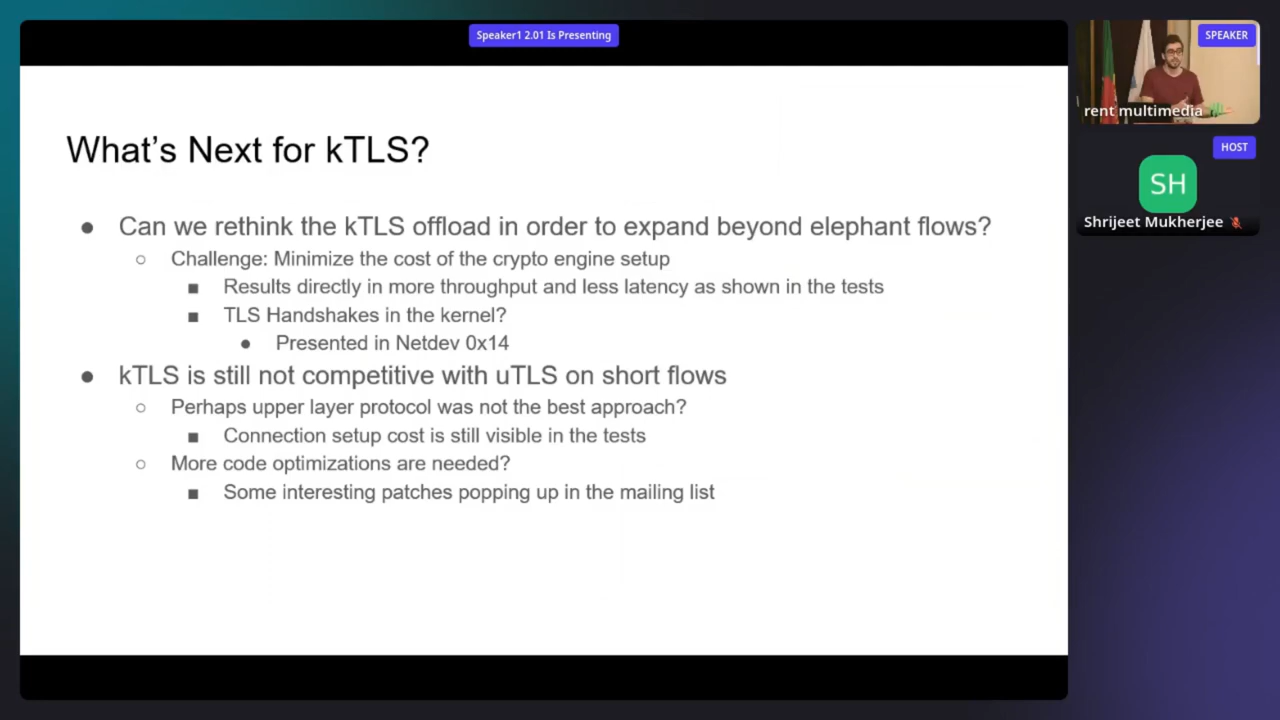 Speaker1 2.01 Is Presenting
SPEAKER
rent multimedia
HOST
SH
Shrijeet Mukherjee
What's Next for kTLS?
● Can we rethink the kTLS offload in order to expand beyond elephant flows?
○ Challenge: Minimize the cost of the crypto engine setup
■ Results directly in more throughput and less latency as shown in the tests
■ TLS Handshakes in the kernel?
● Presented in Netdev 0x14
● kTLS is still not competitive with uTLS on short flows
○ Perhaps upper layer protocol was not the best approach?
■ Connection setup cost is still visible in the tests
○ More code optimizations are needed?
■ Some interesting patches popping up in the mailing list